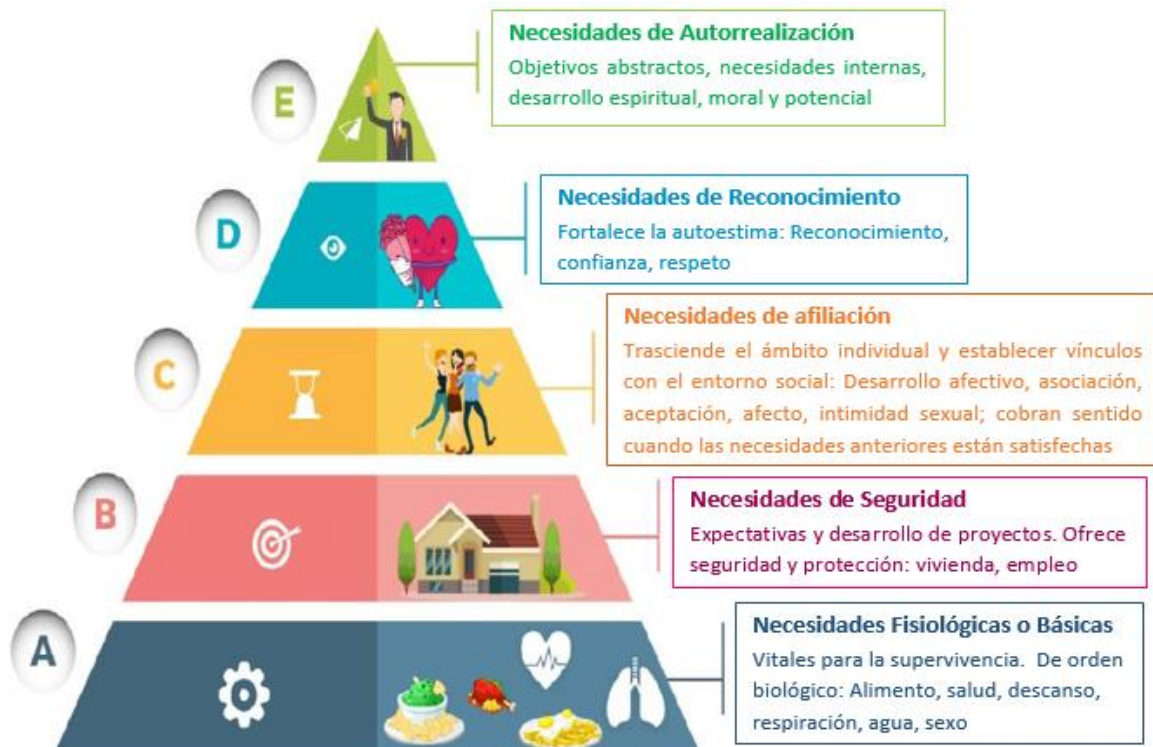 E
Necesidades de Autorrealización
Objetivos abstractos, necesidades internas,
desarrollo espiritual, moral y potencial
D
Necesidades de Reconocimiento
Fortalece la autoestima: Reconocimiento,
confianza, respeto
C
Necesidades de afiliación
Trasciende el ámbito individual y establecer vínculos
con el entorno social: Desarrollo afectivo, asociación,
aceptación, afecto, intimidad sexual; cobran sentido
cuando las necesidades anteriores están satisfechas
B
Necesidades de Seguridad
Expectativas y desarrollo de proyectos. Ofrece
seguridad y protección: vivienda, empleo
A
Necesidades Fisiológicas o Básicas
Vitales para la supervivencia. De orden
biológico: Alimento, salud, descanso,
respiración, agua, sexo